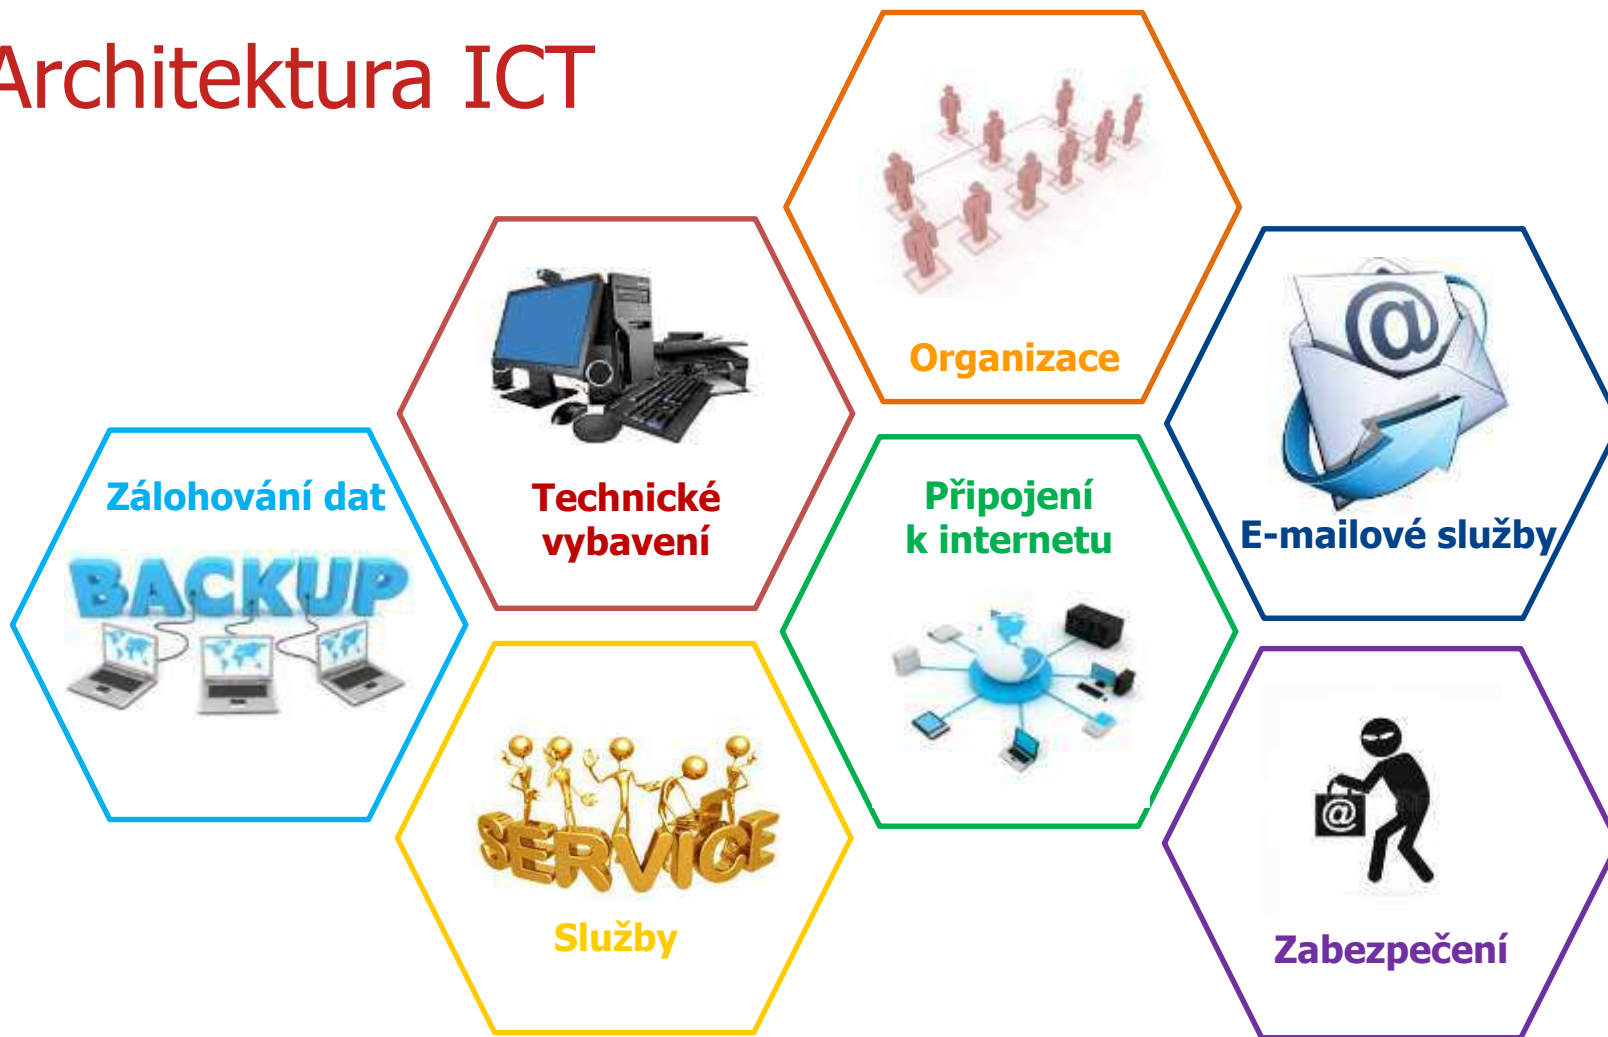 Architektura ICT
Organizace
Technické
vybavení
Připojení
k internetu
E-mailové služby
Zálohování dat
BACKUP
@
SERVICE
Služby
@
Zabezpečení